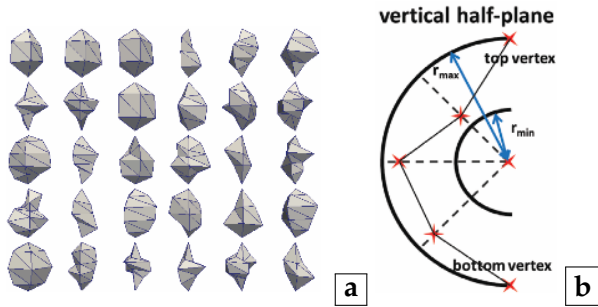 vertical half-plane
top vertex
rmax
rmin
bottom vertex
a
b